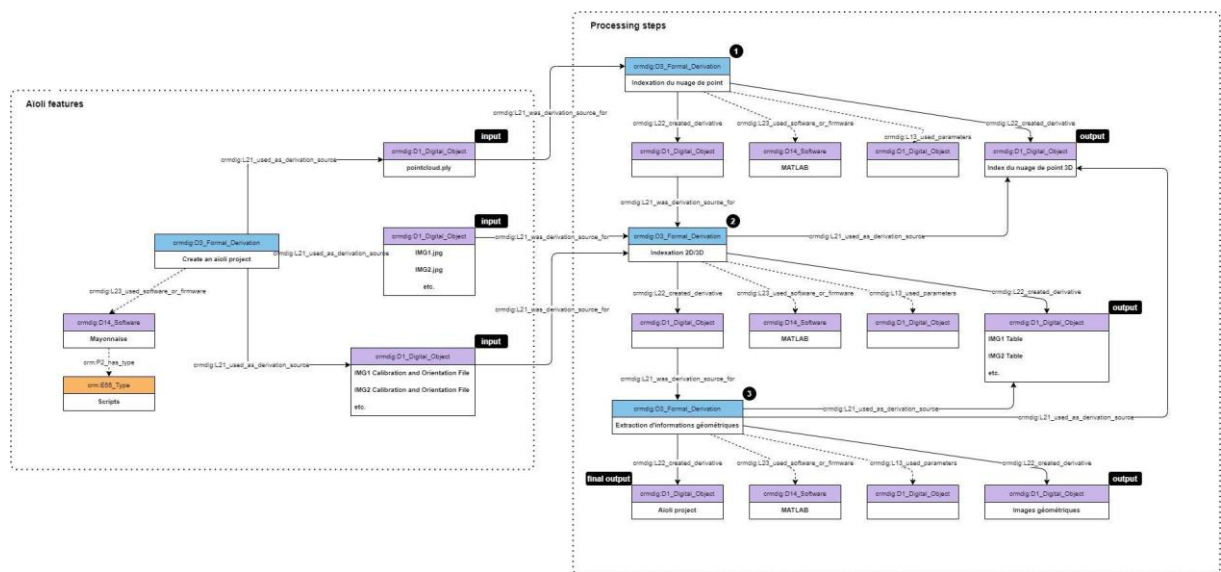 Aïoli features
input
crmdig:D1_Digital_Object
pointcloud.ply
crmdig:L21_used_as_derivation_source
crmdig:L21_was_derivation_source_for
input
crmdig:D3_Formal_Derivation
Create an aïoli project
crmdig:L21_used_as_derivation_source
crmdig:D1_Digital_Object
IMG1.jpg
IMG2.jpg
etc.
crmdig:L21_was_derivation_source_for
crmdig:L23_used_software_or_firmware
crmdig:D14_Software
Mayonnaise
crm:P2_has_type
crm:E55_Type
Scripts
input
crmdig:L21_used_as_derivation_source
crmdig:D1_Digital_Object
IMG1 Calibration and Orientation File
IMG2 Calibration and Orientation File
etc.
crmdig:L21_was_derivation_source_for
Processing steps
1
crmdig:D3_Formal_Derivation
Indexation du nuage de point
crmdig:L22_created_derivative
crmdig:L23_used_software_or_firmware
crmdig:L13_used_parameters
crmdig:L22_created_derivative
output
crmdig:D1_Digital_Object
crmdig:D14_Software
MATLAB
crmdig:D1_Digital_Object
crmdig:D1_Digital_Object
Index du nuage de point 3D
crmdig:L21_was_derivation_source_for
2
crmdig:D3_Formal_Derivation
Indexation 2D/3D
crmdig:L21_used_as_derivation_source
crmdig:L22_created_derivative
crmdig:L23_used_software_or_firmware
crmdig:L13_used_parameters
crmdig:L22_created_derivative
output
crmdig:D1_Digital_Object
crmdig:D14_Software
MATLAB
crmdig:D1_Digital_Object
crmdig:D1_Digital_Object
IMG1 Table
IMG2 Table
etc.
crmdig:L21_was_derivation_source_for
3
crmdig:D3_Formal_Derivation
Extraction d'informations géométriques
crmdig:L21_used_as_derivation_source
crmdig:L21_used_as_derivation_source
crmdig:L22_created_derivative
crmdig:L23_used_software_or_firmware
crmdig:L13_used_parameters
crmdig:L22_created_derivative
final output
output
crmdig:D1_Digital_Object
Aïoli project
crmdig:D14_Software
MATLAB
crmdig:D1_Digital_Object
crmdig:D1_Digital_Object
Images géométriques